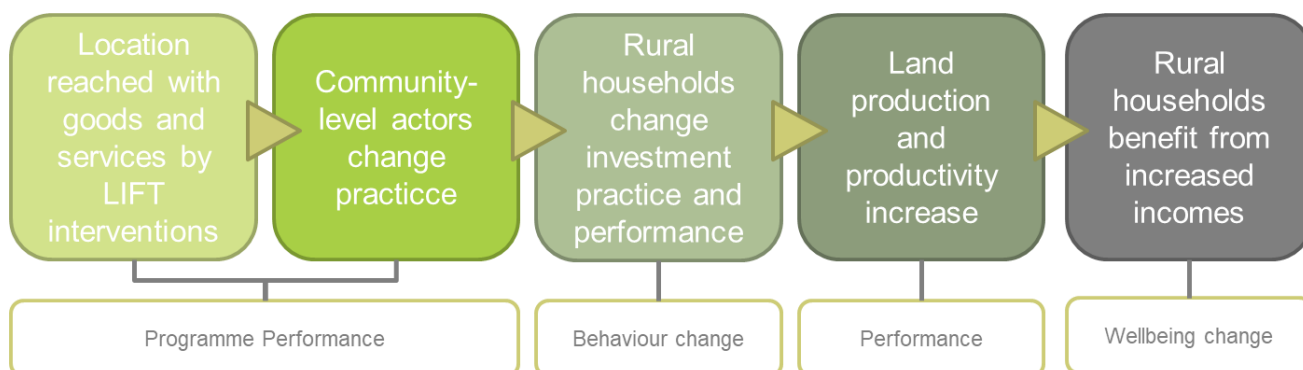 Location
reached with
goods and
services by
LIFT
interventions
Community-
level actors
change
practicce
Rural
households
change
investment
practice and
performance
Land
production
and
productivity
increase
Rural
households
benefit from
increased
incomes
Programme Performance
Behaviour change
Performance
Wellbeing change